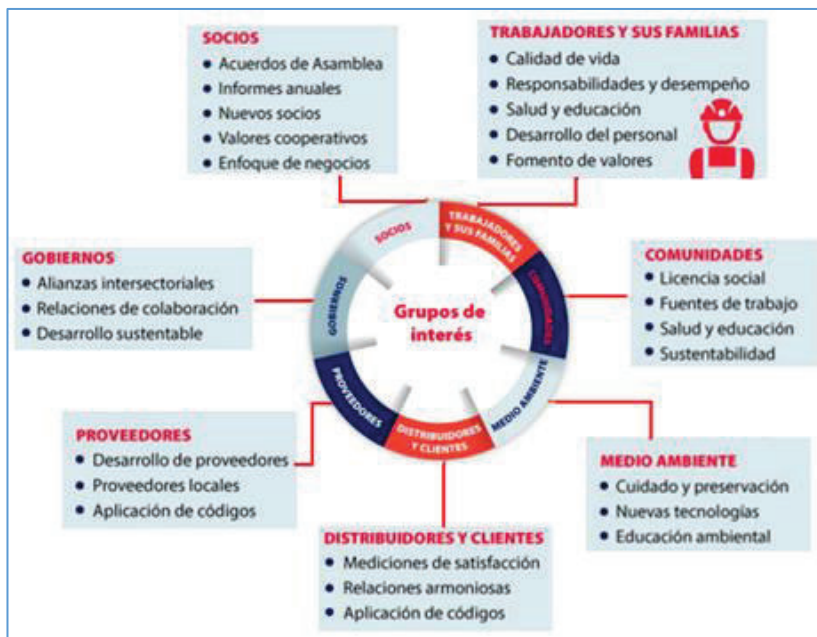 SOCIOS
• Acuerdos de Asamblea
• Informes anuales
• Nuevos socios
• Valores cooperativos
• Enfoque de negocios
TRABAJADORES Y SUS FAMILIAS
• Calidad de vida
• Responsabilidades y desempeño
• Salud y educación
• Desarrollo del personal
• Fomento de valores
GOBIERNOS
• Alianzas intersectoriales
• Relaciones de colaboración
• Desarrollo sustentable
COMUNIDADES
• Licencia social
• Fuentes de trabajo
• Salud y educación
• Sustentabilidad
SOCIOS
TRABAJADORES
Y SUS FAMILIAS
COMUNIDADES
MEDIO AMBIENTE
DISTRIBUIDORES
Y CLIENTES
PROVEEDORES
GOBIERNOS
Grupos de
interés
PROVEEDORES
• Desarrollo de proveedores
• Proveedores locales
• Aplicación de códigos
MEDIO AMBIENTE
• Cuidado y preservación
• Nuevas tecnologías
• Educación ambiental
DISTRIBUIDORES Y CLIENTES
• Mediciones de satisfacción
• Relaciones armoniosas
• Aplicación de códigos